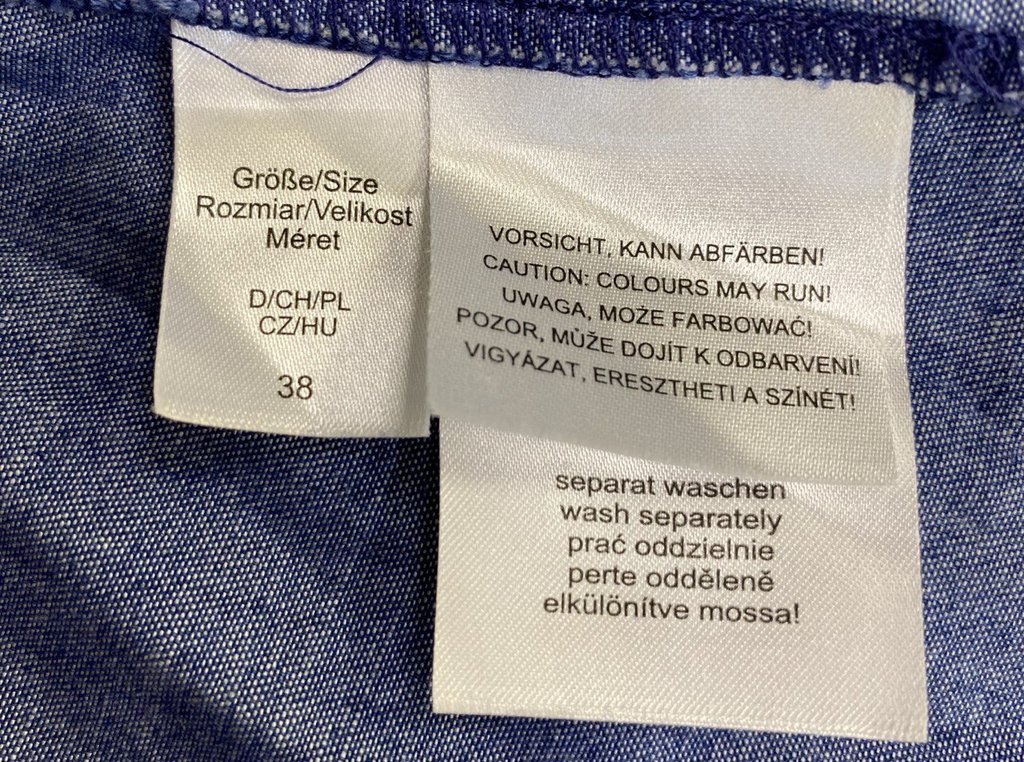 Größe/Size
Rozmiar/Velikost
Méret
D/CH/PL
CZ/HU
38
VORSICHT, KANN ABFÄRBEN!
CAUTION: COLOURS MAY RUN!
UWAGA, MOŻE FARBOWAĆ!
POZOR, MŮŽE DOJÍT K ODBARVENÍ!
VIGYÁZAT, ERESZTHETI A SZÍNÉT!
separat waschen
wash separately
prać oddzielnie
perte odděleně
elkülönítve mossa!